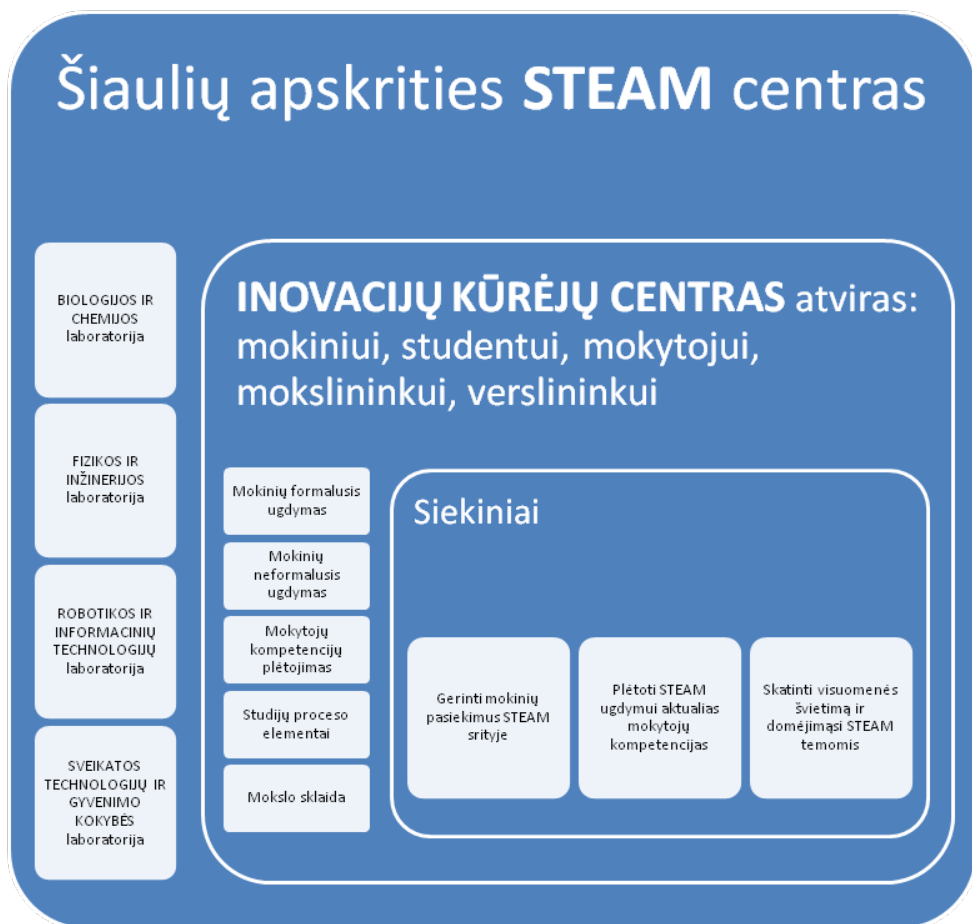 Šiaulių apskrities STEAM centras
BIOLOGIJOS IR
CHEMIJOS
laboratorija
FIZIKOS IR
INŽINERIJOS
laboratorija
ROBOTIKOS IR
INFORMACINIŲ
TECHNOLOGIJŲ
laboratorija
SVEIKATOS
TECHNOLOGIJŲ IR
GYVENIMO
KOKYBĖS
laboratorija
INOVACIJŲ KŪRĖJŲ CENTRAS atviras:
mokiniui, studentui, mokytojui,
mokslininkui, verslininkui
Mokinių formalusis
ugdymas
Mokinių
neformalusis
ugdymas
Mokytojų
kompetencijų
plėtojimas
Studijų proceso
elementai
Mokslo sklaida
Siekiniai
Gerinti mokinių
pasiekimus STEAM
srityje
Plėtoti STEAM
ugdymui aktualias
mokytojų
kompetencijas
Skatinti visuomenės
švietimą ir
domėjimąsi STEAM
temomis